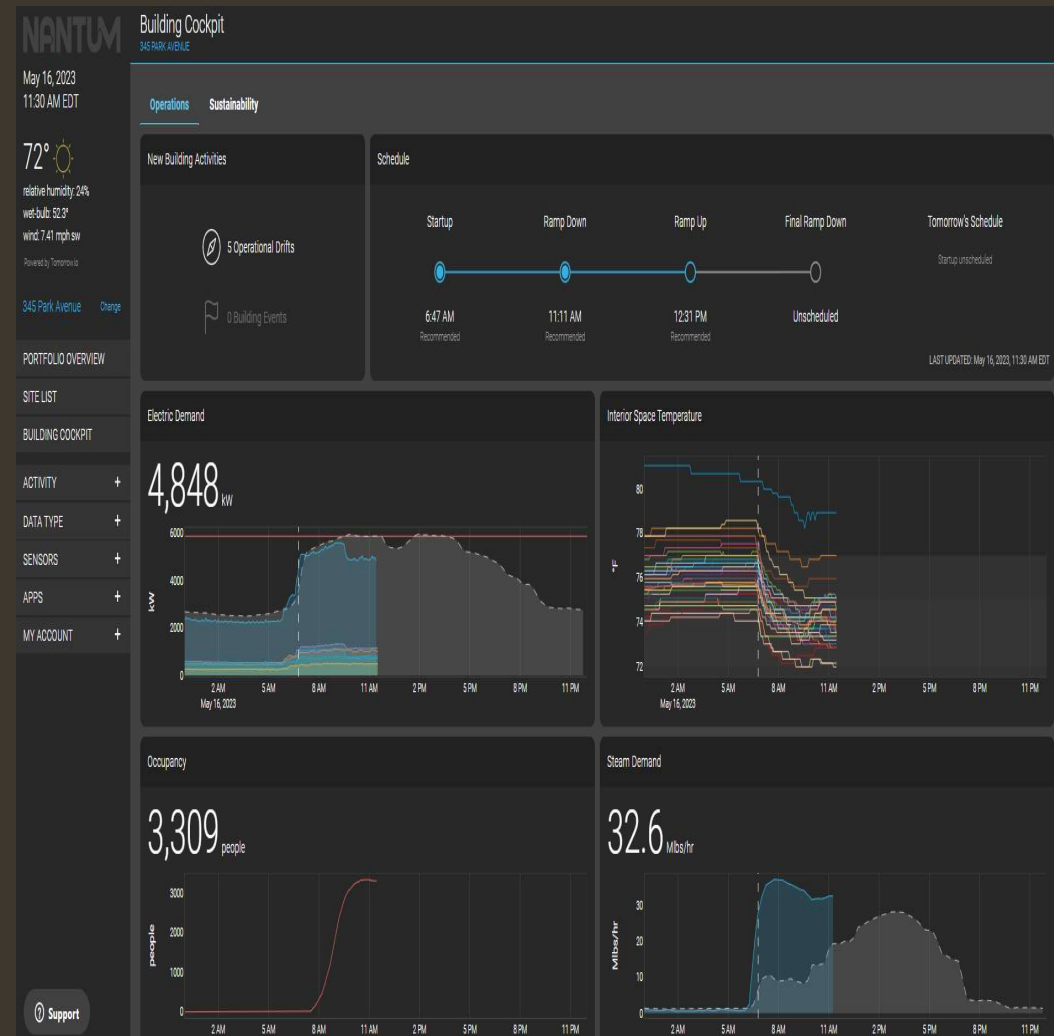 NANTUM
May 16, 2023
11:30 AM EDT
72°
relative humidity: 24%
wet-bulb: 52.3°
wind: 7.41 mph sw
Powered by Tomorrow.io
345 Park Avenue Change
PORTFOLIO OVERVIEW
SITE LIST
BUILDING COCKPIT
ACTIVITY +
DATA TYPE +
SENSORS +
APPS +
MY ACCOUNT +
? Support
Building Cockpit
345 PARK AVENUE
Operations Sustainability
New Building Activities
5 Operational Drifts
0 Building Events
Schedule
Startup Ramp Down Ramp Up Final Ramp Down Tomorrow's Schedule
Startup unscheduled
6:47 AM 11:11 AM 12:31 PM Unscheduled
Recommended Recommended Recommended
LAST UPDATED: May 16, 2023, 11:30 AM EDT
Electric Demand
4,848 kW
6000
4000
2000
0
kW
2 AM 5 AM 8 AM 11 AM 2 PM 5 PM 8 PM 11 PM
May 16, 2023
Interior Space Temperature
80
78
76
74
72
°F
2 AM 5 AM 8 AM 11 AM 2 PM 5 PM 8 PM 11 PM
May 16, 2023
Occupancy
3,309 people
3000
2000
1000
0
people
2 AM 5 AM 8 AM 11 AM 2 PM 5 PM 8 PM 11 PM
Steam Demand
32.6 Mlbs/hr
30
20
10
0
Mlbs/hr
2 AM 5 AM 8 AM 11 AM 2 PM 5 PM 8 PM 11 PM